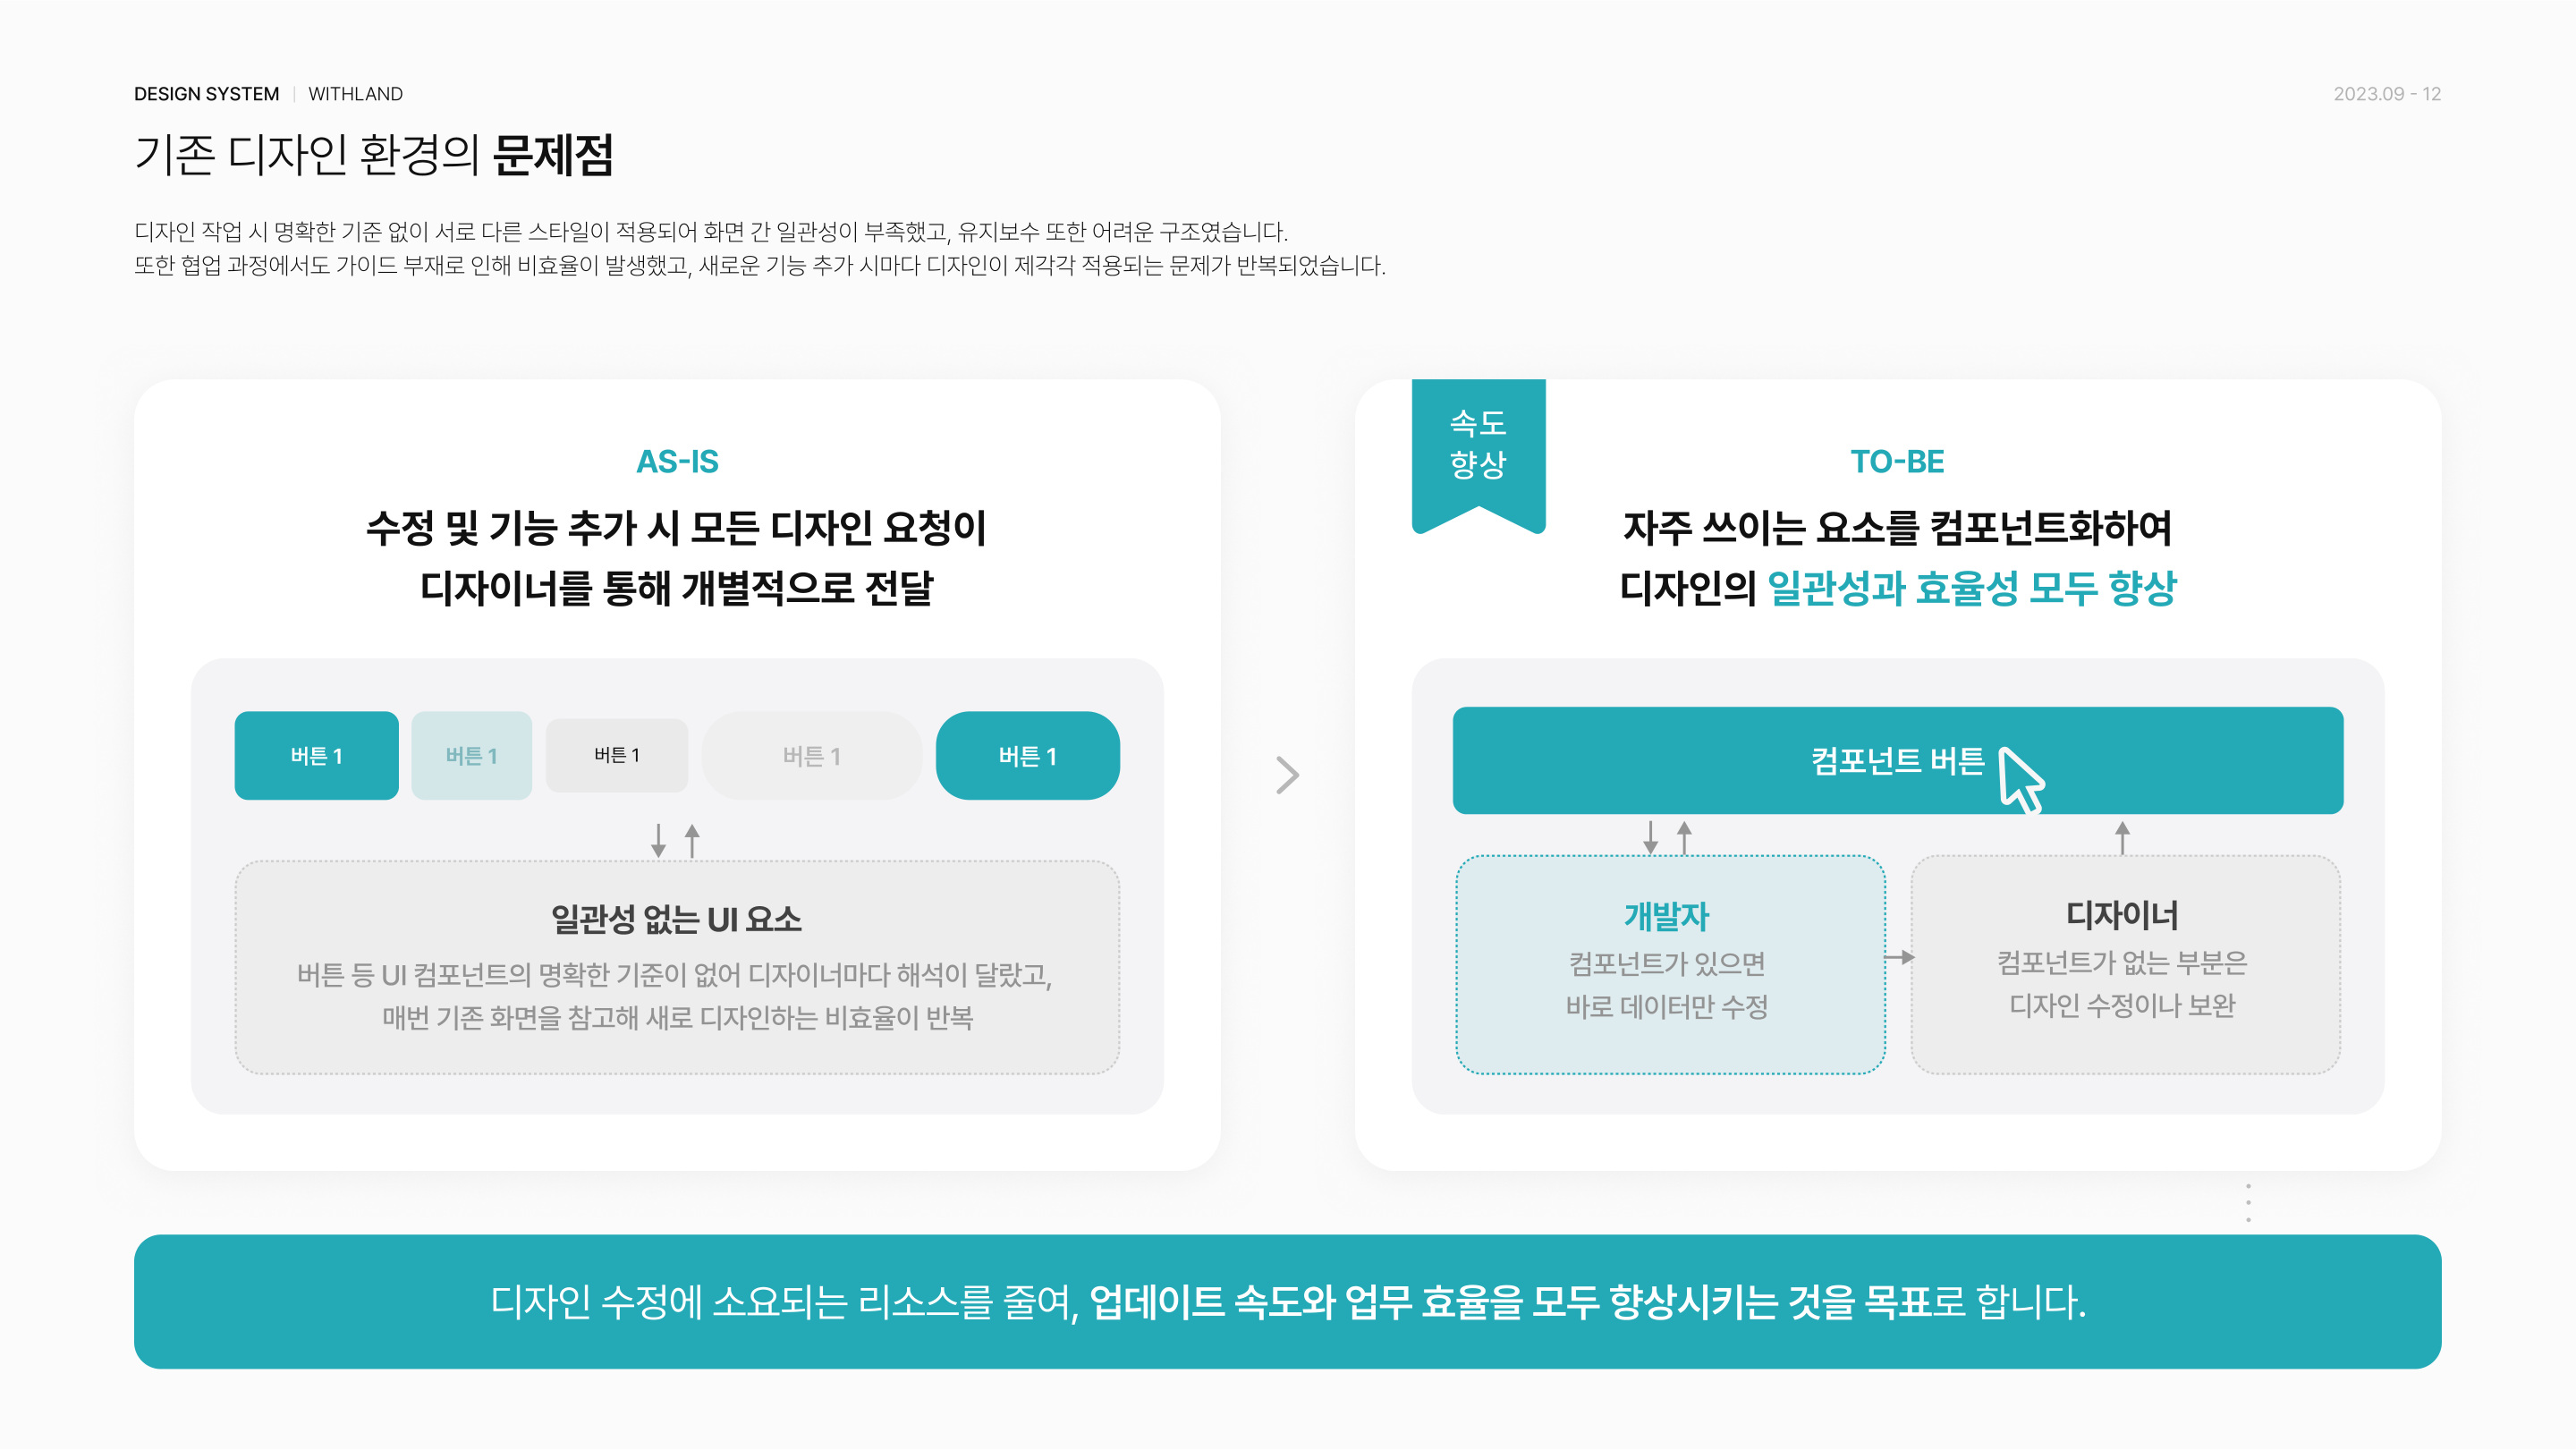 DESIGN SYSTEM | WITHLAND
2023.09 - 12
기존 디자인 환경의 문제점
디자인 작업 시 명확한 기준 없이 서로 다른 스타일이 적용되어 화면 간 일관성이 부족했고, 유지보수 또한 어려운 구조였습니다.
또한 협업 과정에서도 가이드 부재로 인해 비효율이 발생했고, 새로운 기능 추가 시마다 디자인이 제각각 적용되는 문제가 반복되었습니다.
AS-IS
수정 및 기능 추가 시 모든 디자인 요청이
디자이너를 통해 개별적으로 전달
버튼 1
버튼 1
버튼 1
버튼 1
버튼 1
일관성 없는 UI 요소
버튼 등 UI 컴포넌트의 명확한 기준이 없어 디자이너마다 해석이 달랐고,
매번 기존 화면을 참고해 새로 디자인하는 비효율이 반복
속도
향상
TO-BE
자주 쓰이는 요소를 컴포넌트화하여
디자인의 일관성과 효율성 모두 향상
컴포넌트 버튼
개발자
컴포넌트가 있으면
바로 데이터만 수정
디자이너
컴포넌트가 없는 부분은
디자인 수정이나 보완
디자인 수정에 소요되는 리소스를 줄여, 업데이트 속도와 업무 효율을 모두 향상시키는 것을 목표로 합니다.